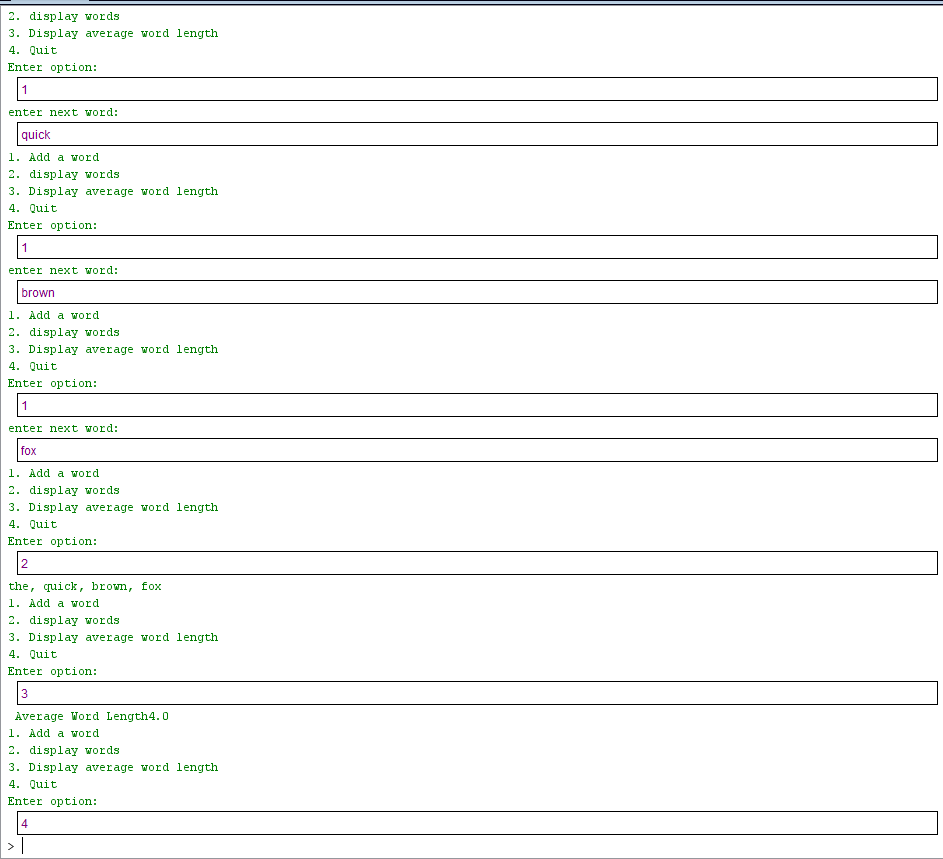 2. display words
3. Display average word length
4. Quit
Enter option:
1
enter next word:
quick
1. Add a word
2. display words
3. Display average word length
4. Quit
Enter option:
1
enter next word:
brown
1. Add a word
2. display words
3. Display average word length
4. Quit
Enter option:
1
enter next word:
fox
1. Add a word
2. display words
3. Display average word length
4. Quit
Enter option:
2
the, quick, brown, fox
1. Add a word
2. display words
3. Display average word length
4. Quit
Enter option:
3
Average Word Length4.0
1. Add a word
2. display words
3. Display average word length
4. Quit
Enter option:
4
>